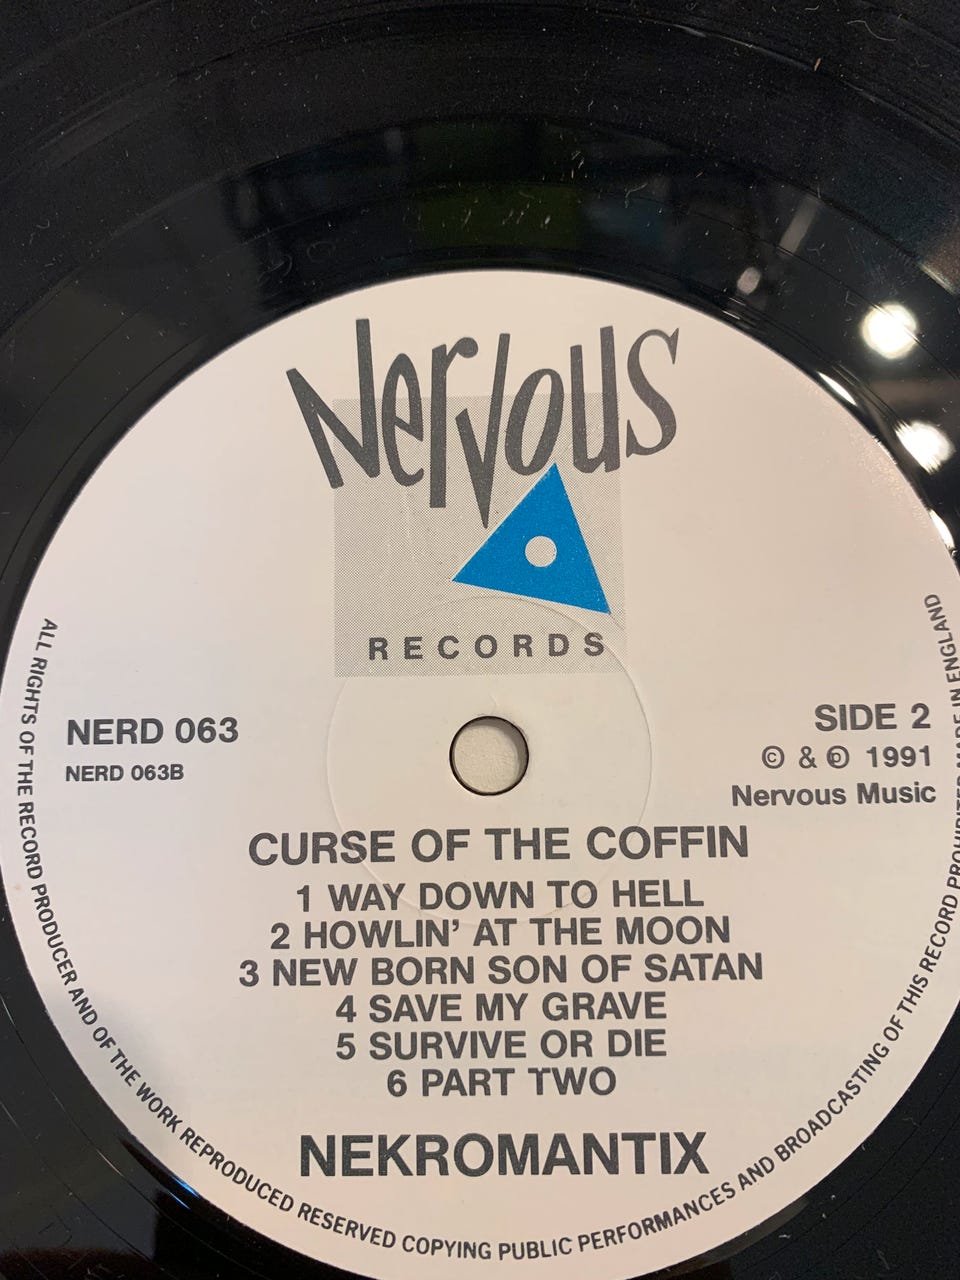 Nervous
RECORDS
NERD 063
NERD 063B
SIDE 2
© & ℗ 1991
Nervous Music
CURSE OF THE COFFIN
1 WAY DOWN TO HELL
2 HOWLIN' AT THE MOON
3 NEW BORN SON OF SATAN
4 SAVE MY GRAVE
5 SURVIVE OR DIE
6 PART TWO
NEKROMANTIX
ALL RIGHTS OF THE RECORD PRODUCER AND OF THE WORK REPRODUCED RESERVED COPYING PUBLIC PERFORMANCES AND BROADCASTING OF THIS RECORD PROHIBITED MADE IN ENGLAND